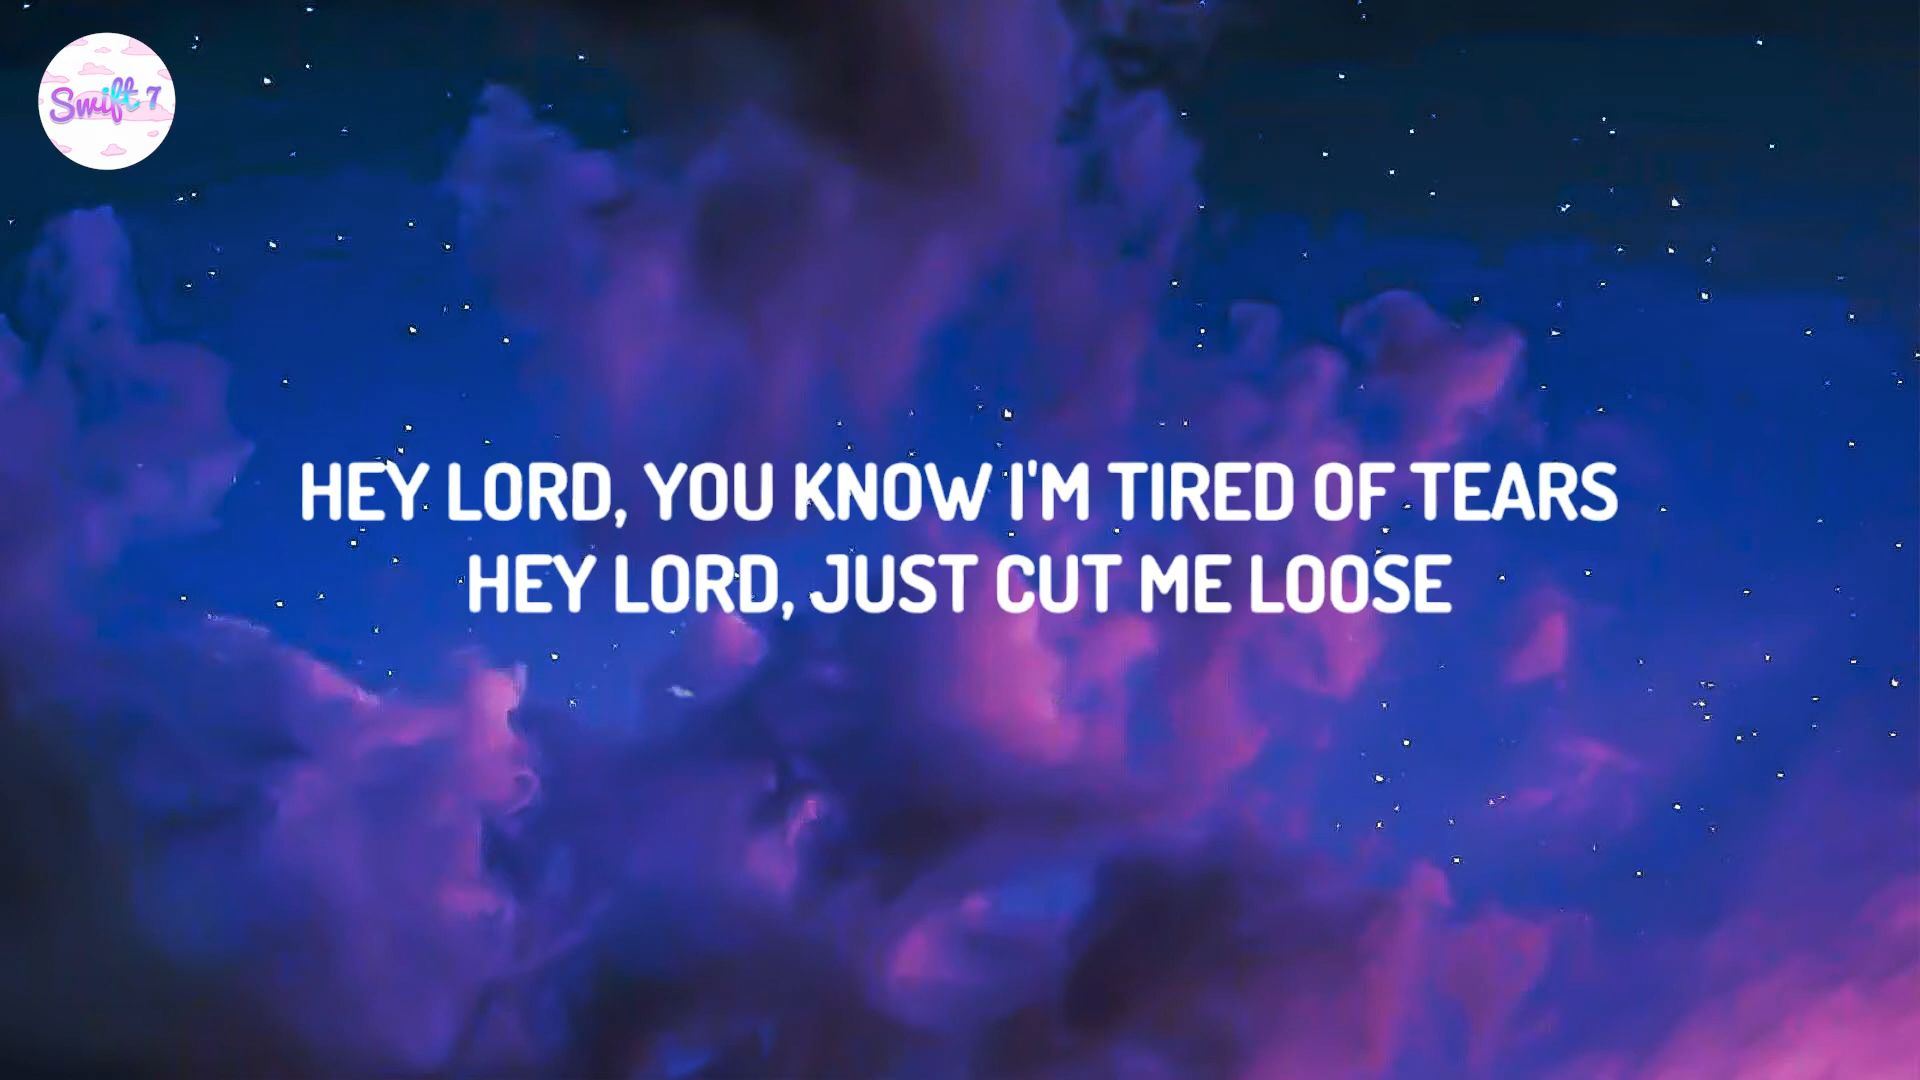 Swift 7
HEY LORD, YOU KNOW I'M TIRED OF TEARS
HEY LORD, JUST CUT ME LOOSE